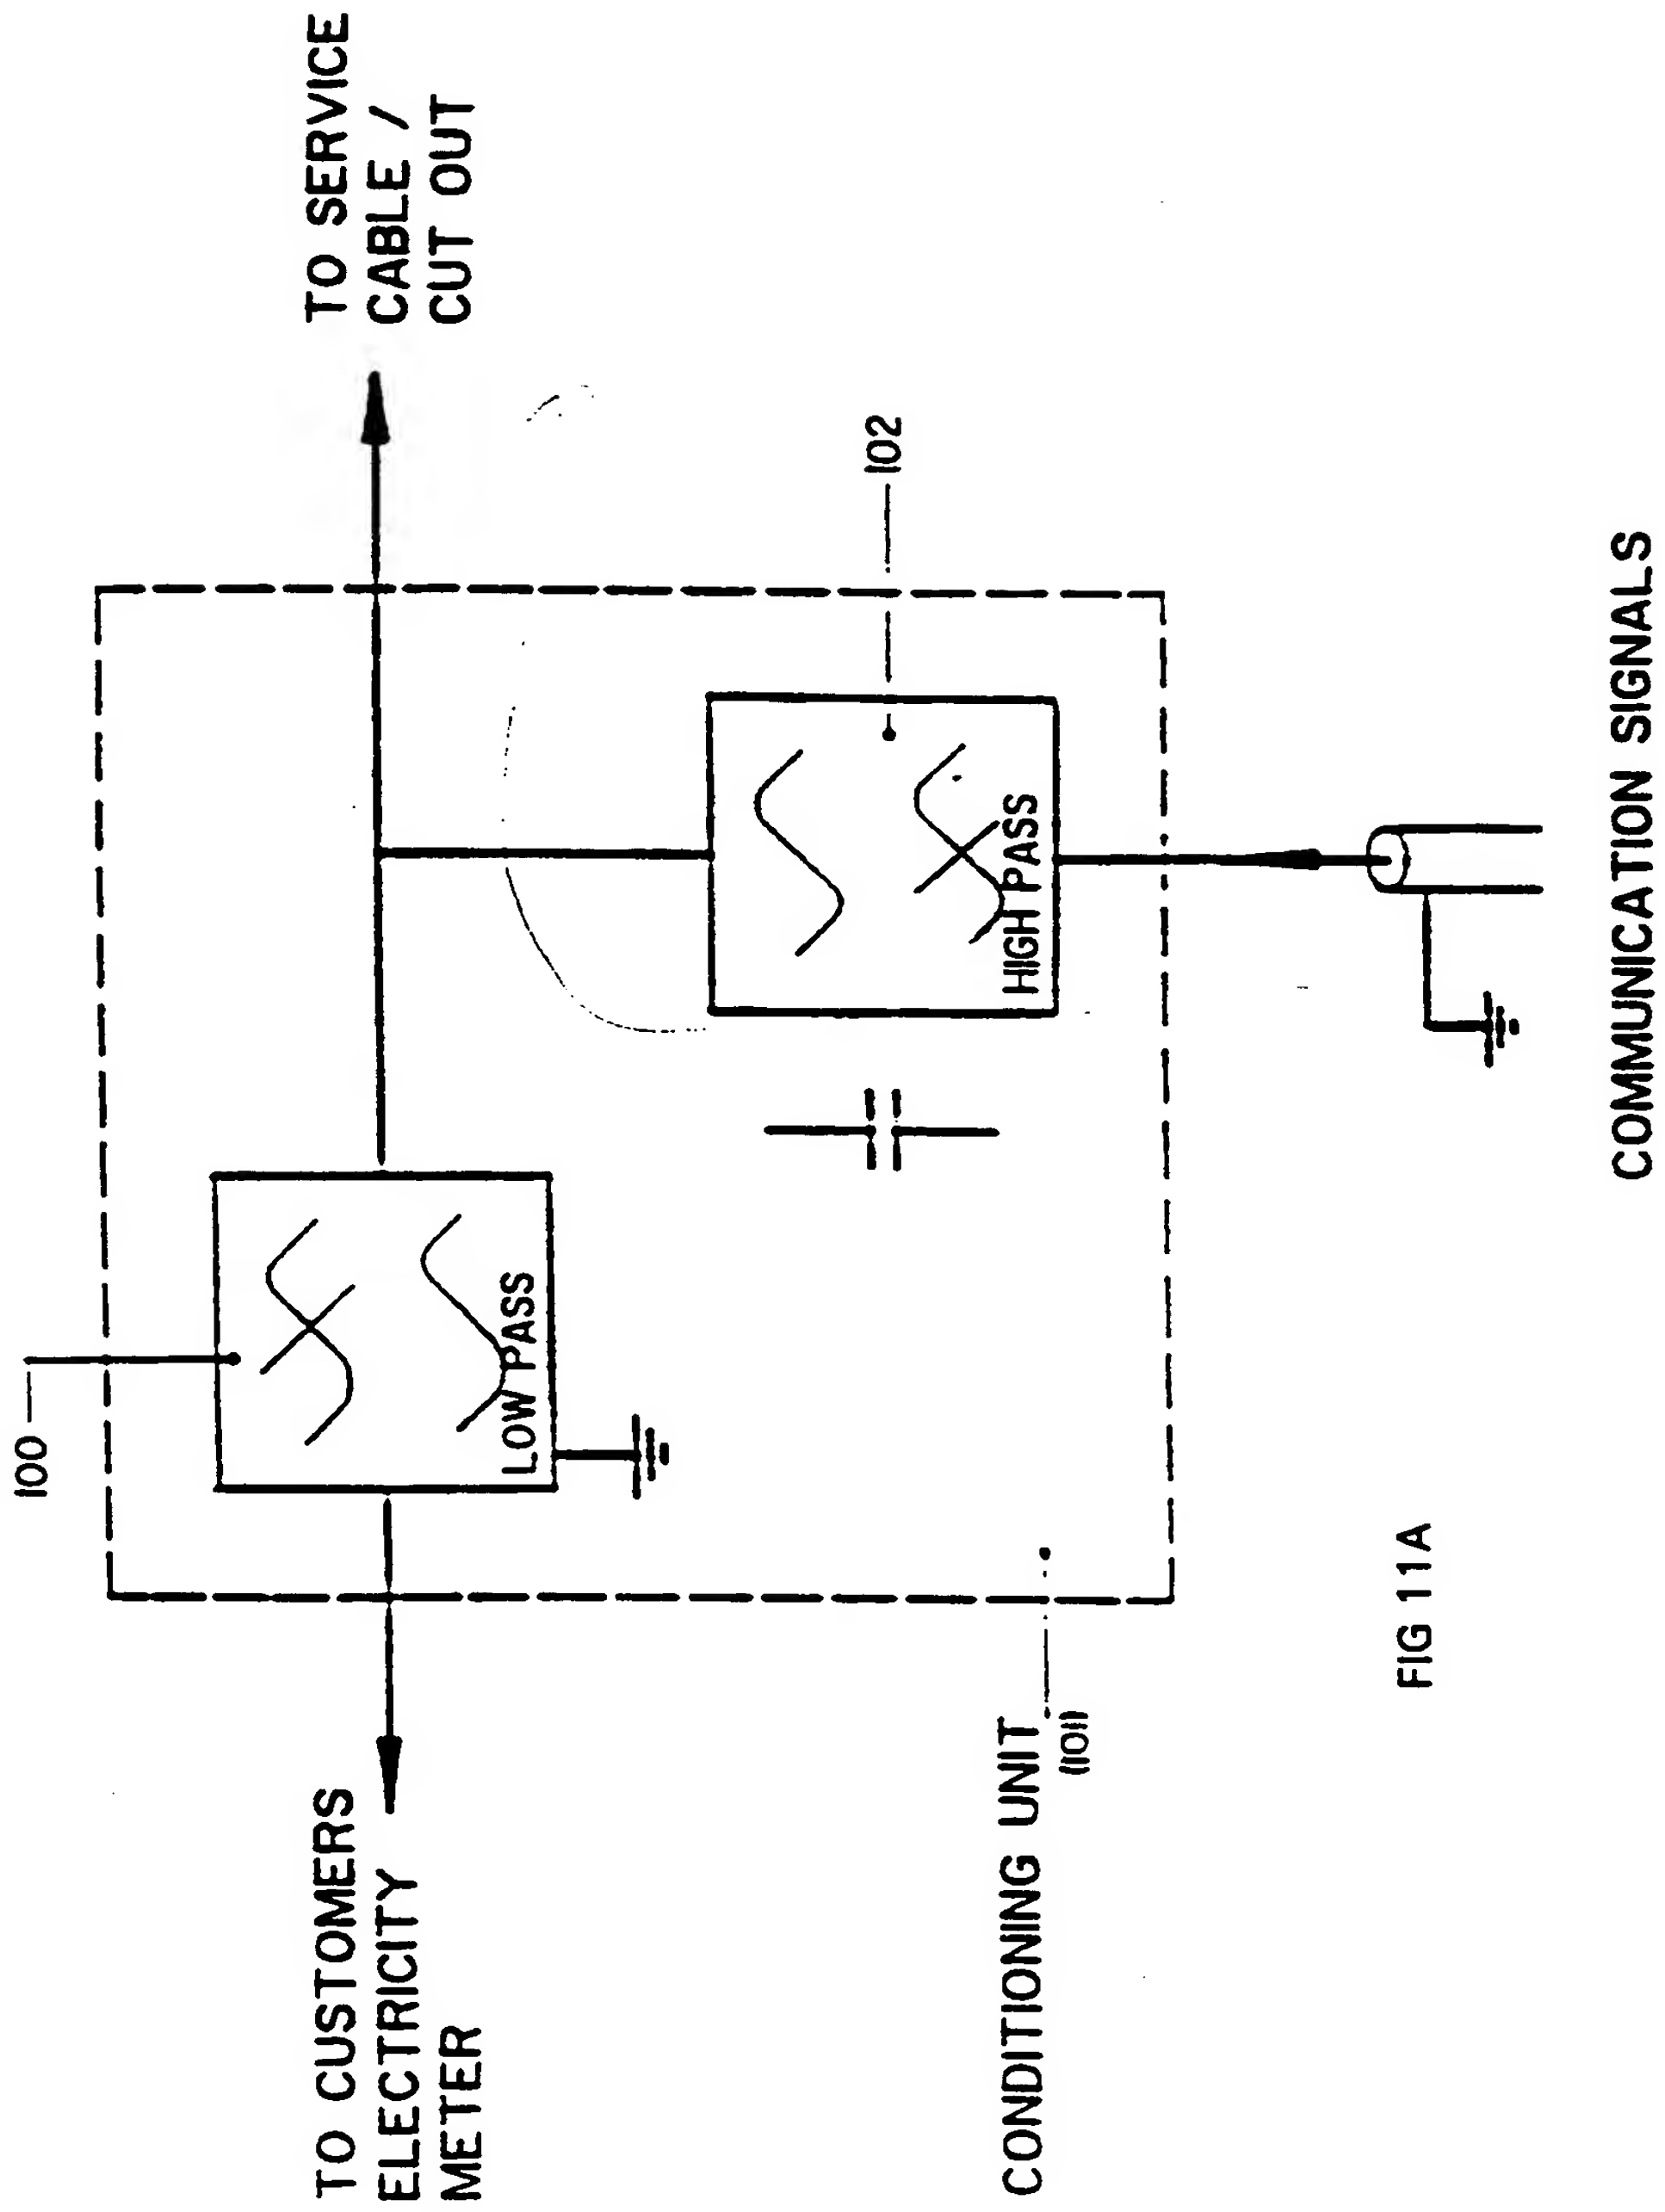 100
TO CUSTOMERS
ELECTRICITY
METER
TO SERVICE
CABLE /
CUT OUT
LOW PASS
102
HIGH PASS
CONDITIONING UNIT
1011
FIG 11A
COMMUNICATION SIGNALS